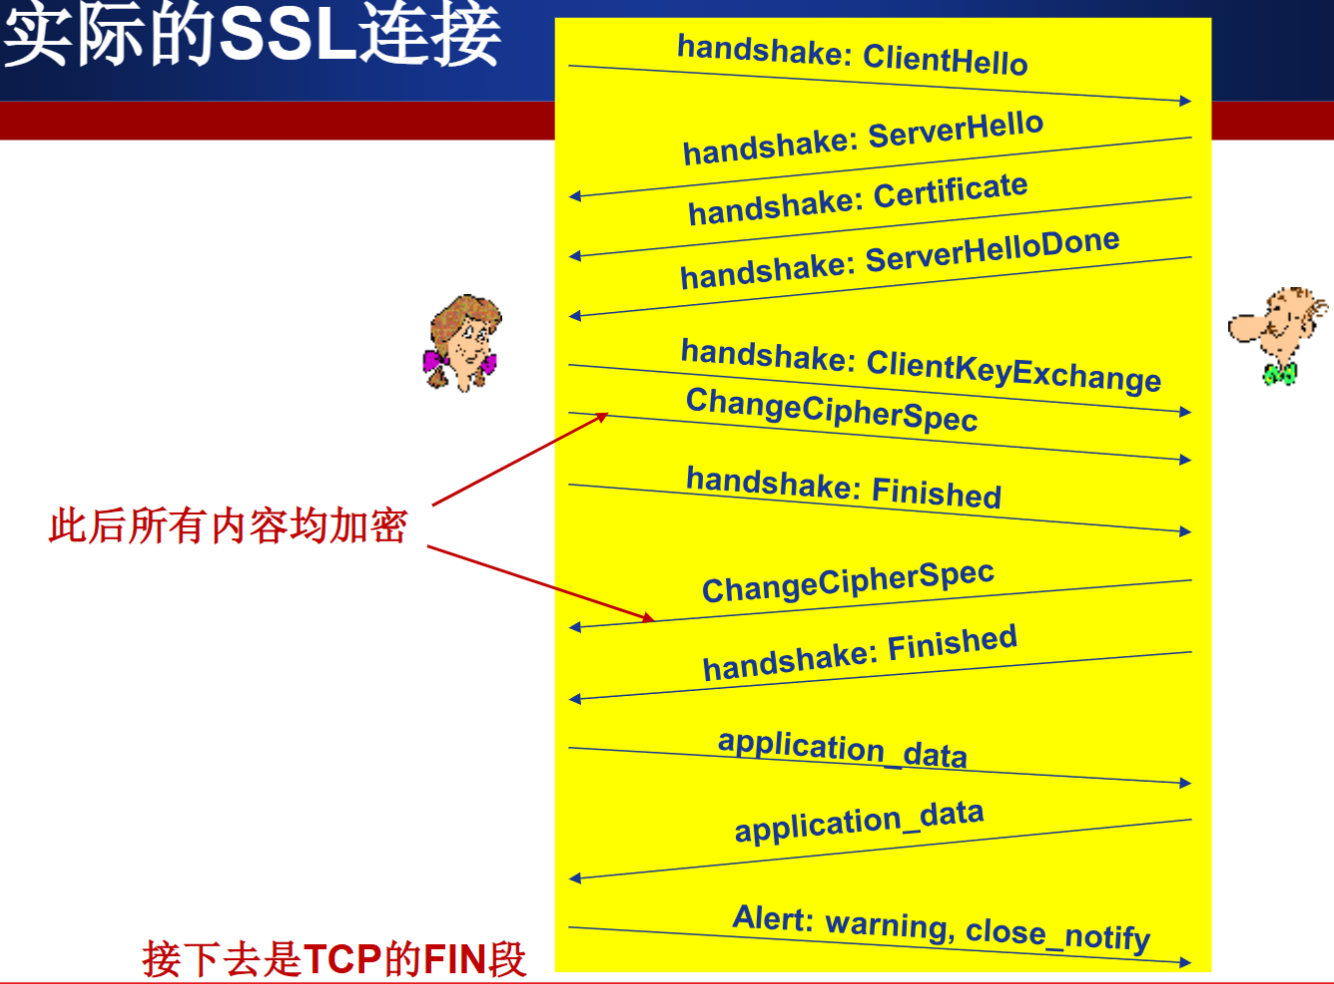 实际的SSL连接
handshake: ClientHello
handshake: ServerHello
handshake: Certificate
handshake: ServerHelloDone
handshake: ClientKeyExchange
ChangeCipherSpec
handshake: Finished
此后所有内容均加密
ChangeCipherSpec
handshake: Finished
application_data
application_data
Alert: warning, close_notify
接下去是TCP的FIN段